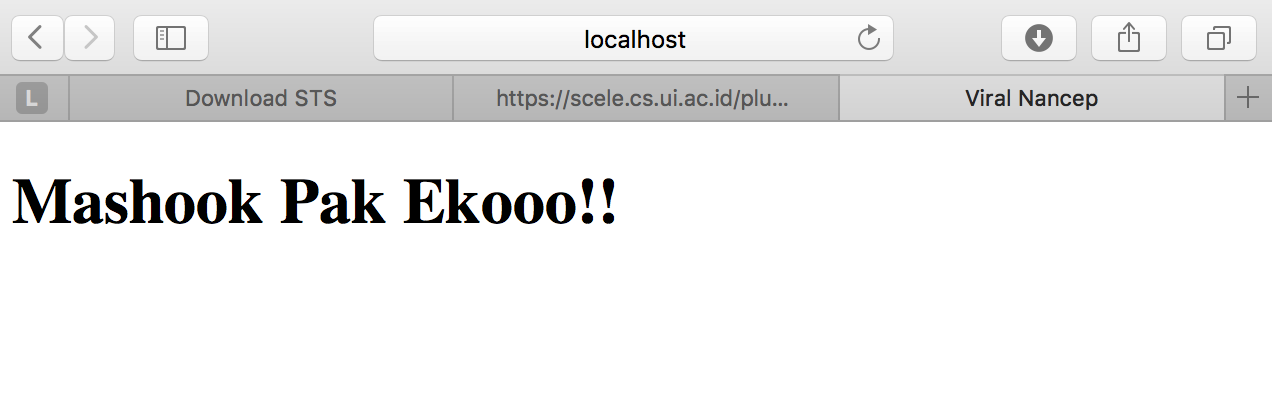 localhost
L
Download STS
https://scele.cs.ui.ac.id/plu...
Viral Nancep
Mashook Pak Ekooo!!